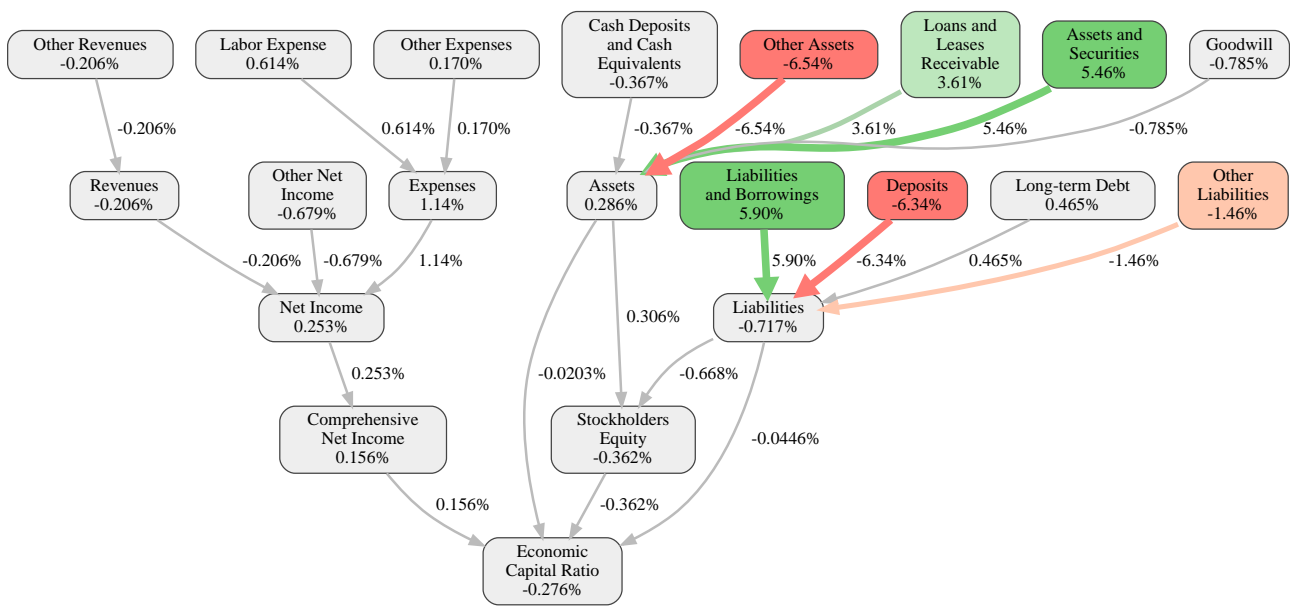 Other Revenues
-0.206%
Labor Expense
0.614%
Other Expenses
0.170%
Cash Deposits
and Cash
Equivalents
-0.367%
Other Assets
-6.54%
Loans and
Leases
Receivable
3.61%
Assets and
Securities
5.46%
Goodwill
-0.785%
-0.206%
0.614%
0.170%
-0.367%
-6.54%
3.61%
5.46%
-0.785%
Revenues
-0.206%
Other Net
Income
-0.679%
Expenses
1.14%
Assets
0.286%
Liabilities
and Borrowings
5.90%
Deposits
-6.34%
Long-term Debt
0.465%
Other
Liabilities
-1.46%
-0.206%
-0.679%
1.14%
5.90%
-6.34%
0.465%
-1.46%
Net Income
0.253%
0.306%
Liabilities
-0.717%
0.253%
-0.0203%
-0.668%
Comprehensive
Net Income
0.156%
Stockholders
Equity
-0.362%
-0.0446%
0.156%
-0.362%
Economic
Capital Ratio
-0.276%